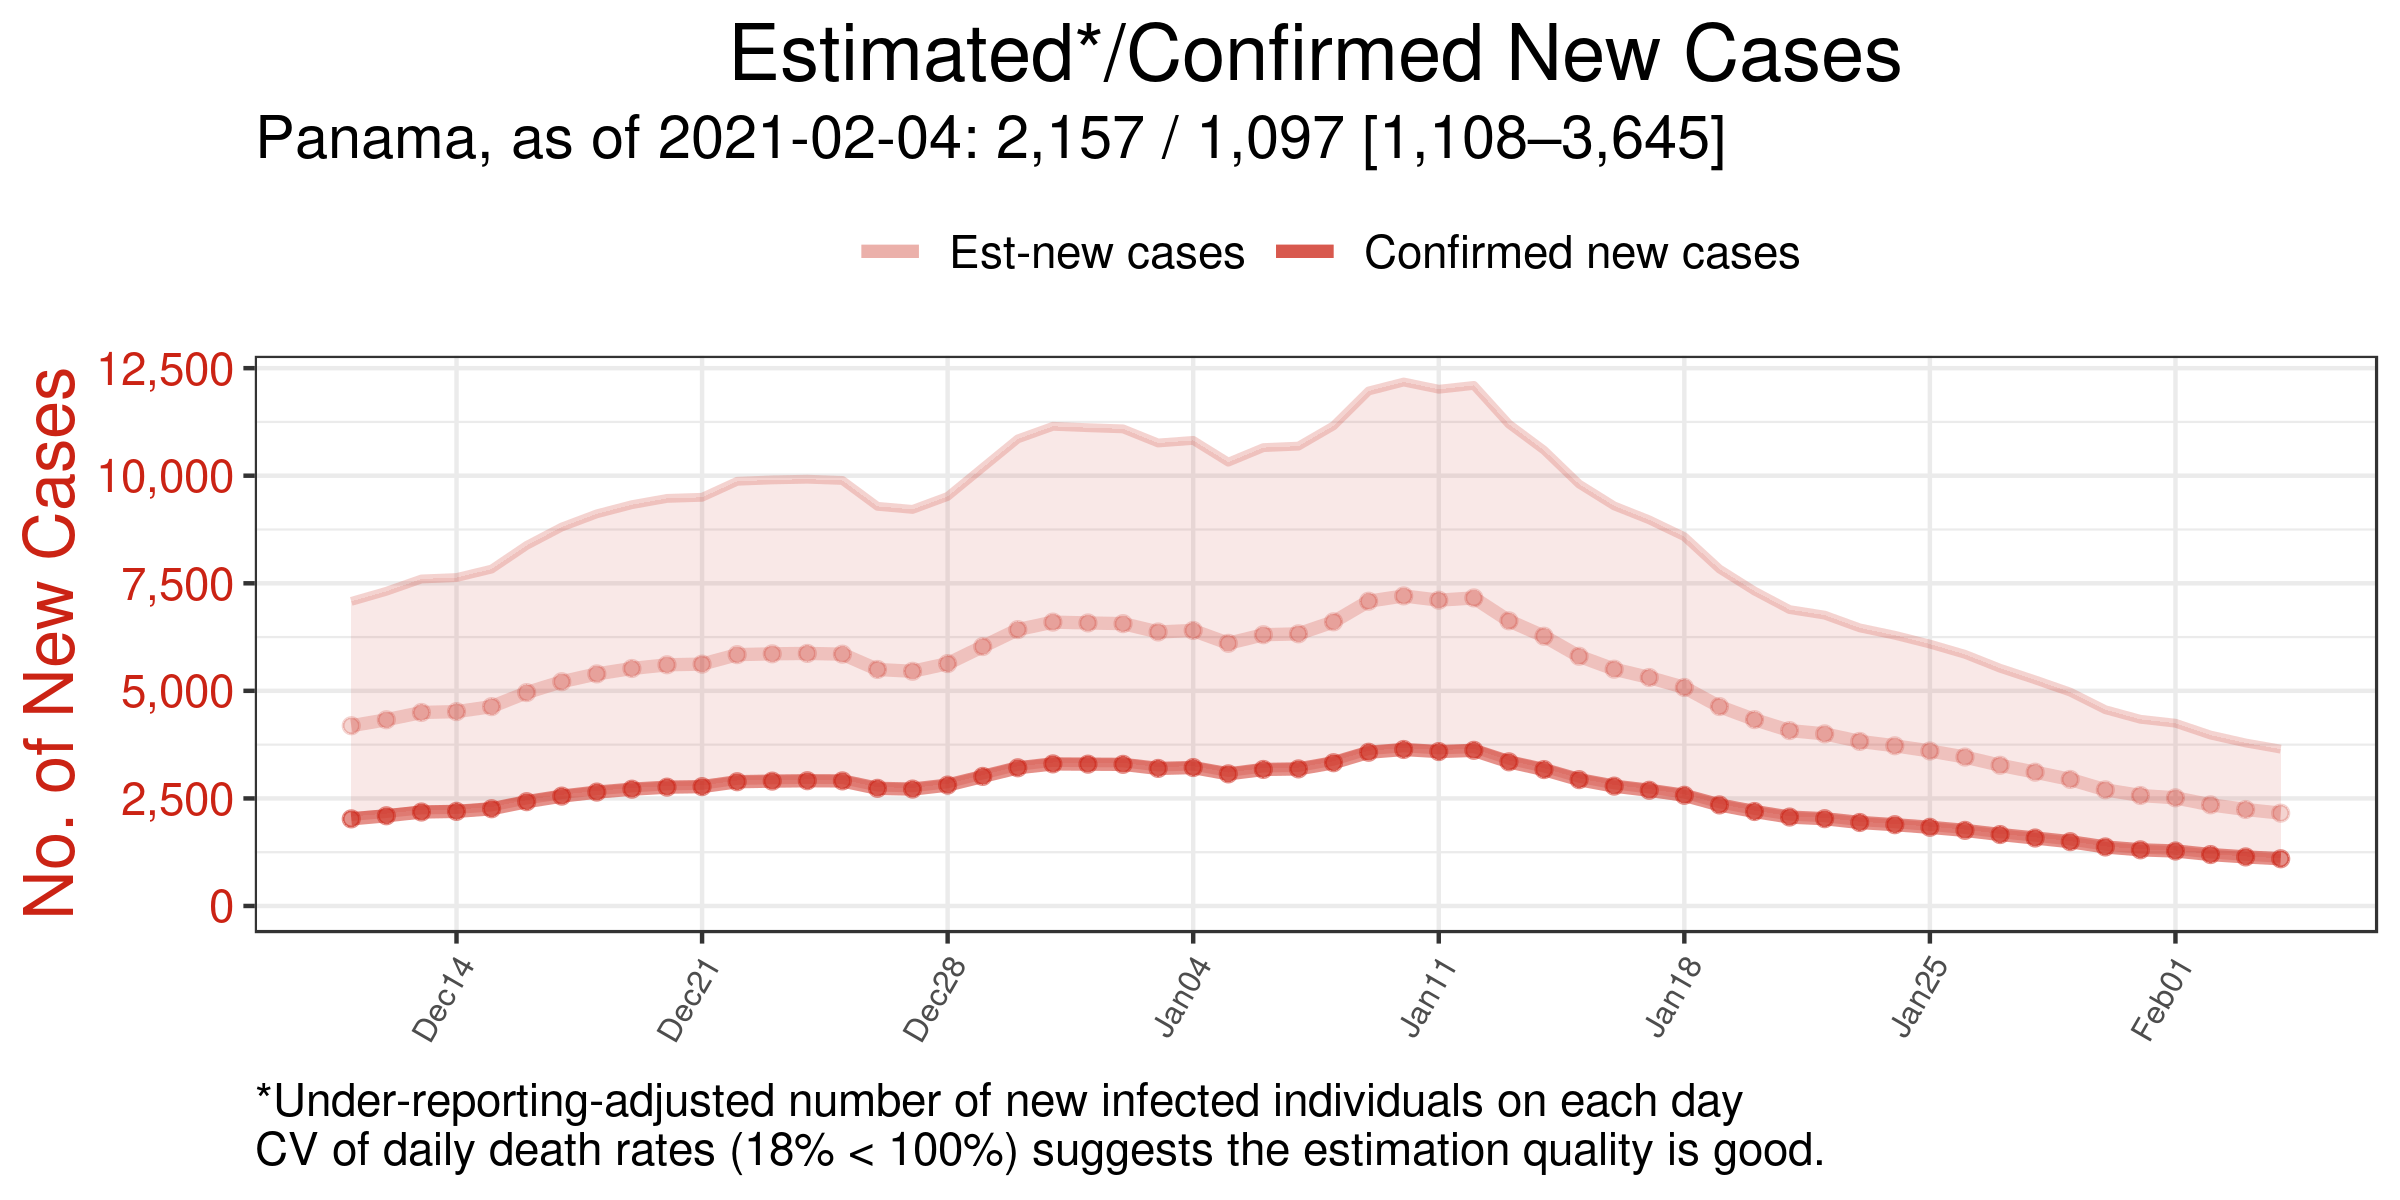 Estimated*/Confirmed New Cases
Panama, as of 2021-02-04: 2,157 / 1,097 [1,108–3,645]
Est-new cases Confirmed new cases
No. of New Cases
12,500
10,000
7,500
5,000
2,500
0
Dec14 Dec21 Dec28 Jan04 Jan11 Jan18 Jan25 Feb01
*Under-reporting-adjusted number of new infected individuals on each day
CV of daily death rates (18% < 100%) suggests the estimation quality is good.